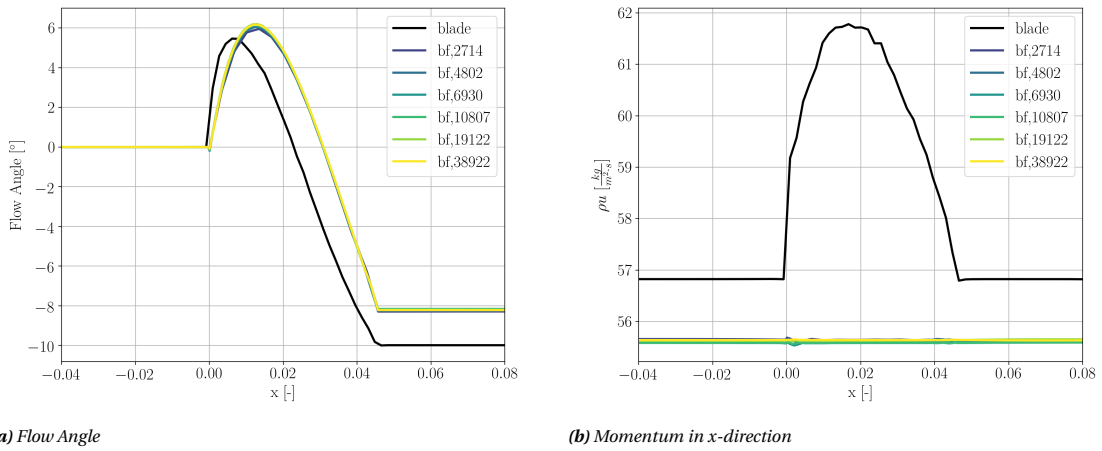 6
4
2
0
−2
−4
−6
−8
−10
Flow Angle [°]
−0.04
−0.02
0.00
0.02
0.04
0.06
0.08
x [-]
blade
bf,2714
bf,4802
bf,6930
bf,10807
bf,19122
bf,38922
62
61
60
59
58
57
56
ρu [kg/m²·s]
−0.04
−0.02
0.00
0.02
0.04
0.06
0.08
x [-]
blade
bf,2714
bf,4802
bf,6930
bf,10807
bf,19122
bf,38922
a) Flow Angle
(b) Momentum in x-direction